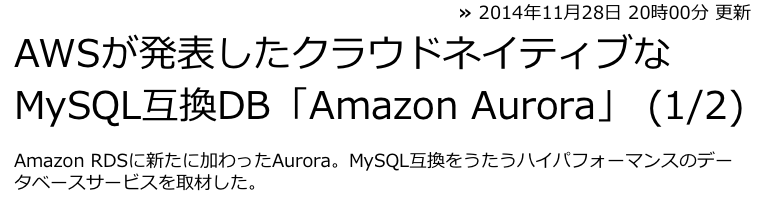 » 2014年11月28日 20時00分 更新
AWSが発表したクラウドネイティブな
MySQL互換DB「Amazon Aurora」 (1/2)
Amazon RDSに新たに加わったAurora。MySQL互換をうたうハイパフォーマンスのデー
タベースサービスを取材した。